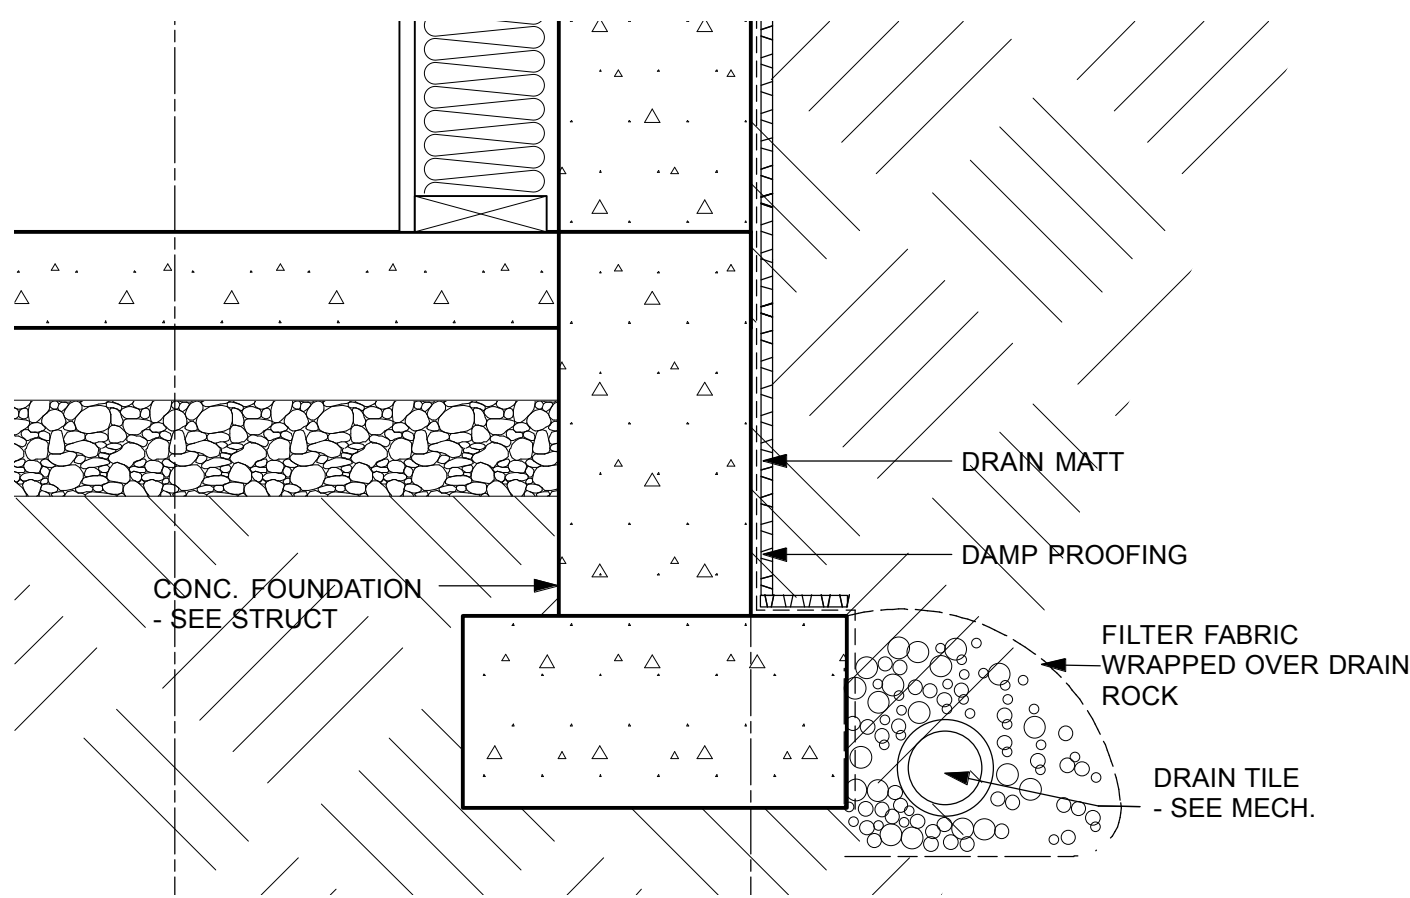 DRAIN MATT
DAMP PROOFING
CONC. FOUNDATION
- SEE STRUCT
FILTER FABRIC
WRAPPED OVER DRAIN
ROCK
DRAIN TILE
- SEE MECH.